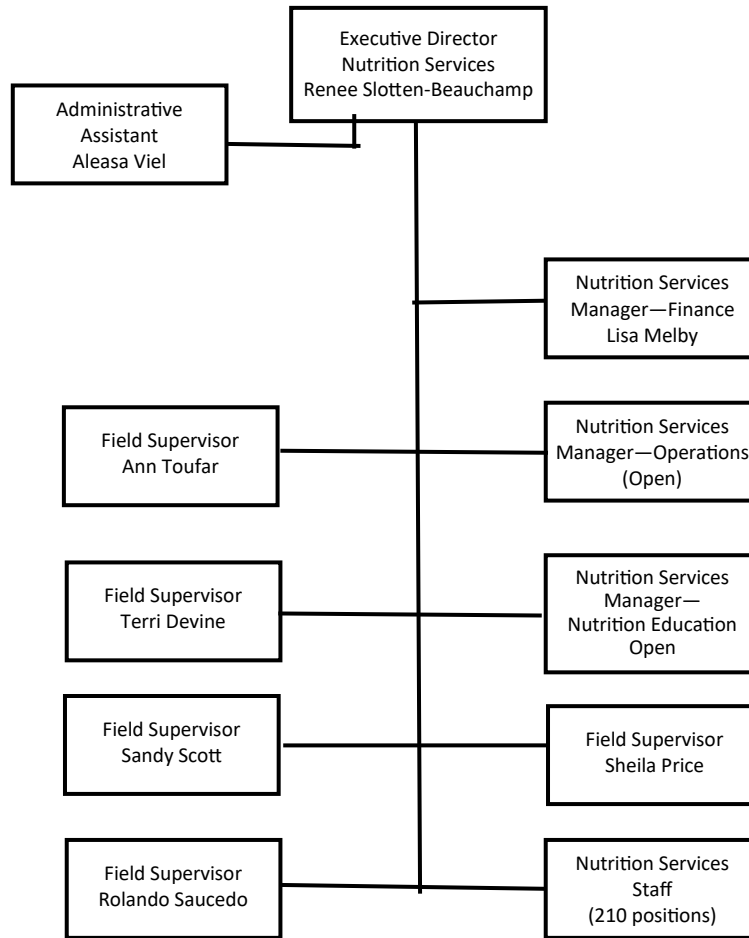 Executive Director
Nutrition Services
Renee Slotten-Beauchamp
Administrative
Assistant
Aleasa Viel
Nutrition Services
Manager—Finance
Lisa Melby
Field Supervisor
Ann Toufar
Nutrition Services
Manager—Operations
(Open)
Field Supervisor
Terri Devine
Nutrition Services
Manager—
Nutrition Education
Open
Field Supervisor
Sandy Scott
Field Supervisor
Sheila Price
Field Supervisor
Rolando Saucedo
Nutrition Services
Staff
(210 positions)